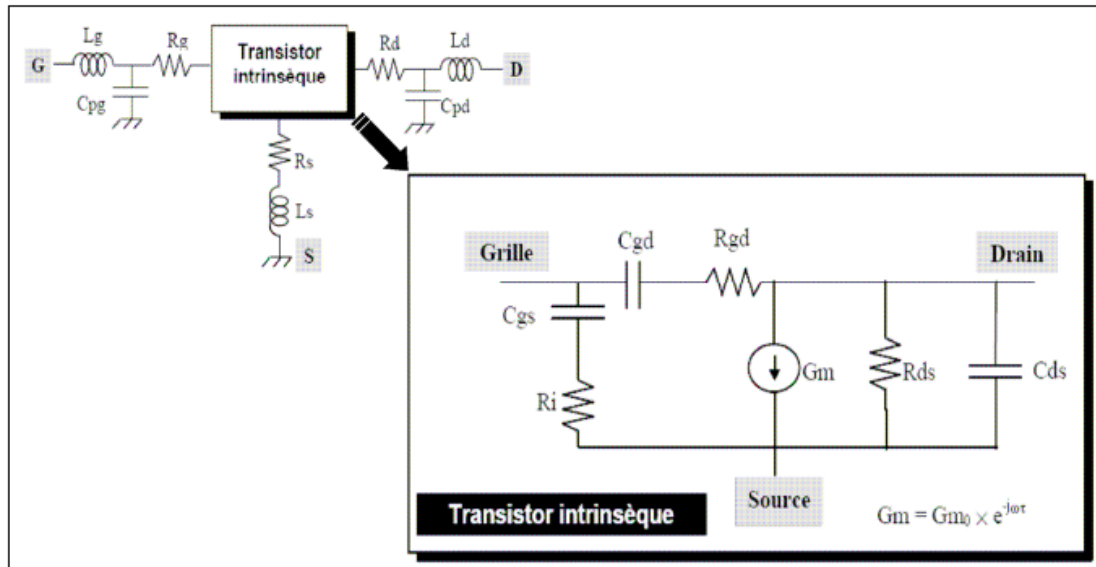 Lg
Rg
Transistor
intrinsèque
Rd
Ld
G
D
Cpg
Cpd
Rs
Ls
S
Grille
Cgd
Rgd
Drain
Cgs
Gm
Rds
Cds
Ri
Source
Transistor intrinsèque
Gm = Gm₀ × e^-jωτ